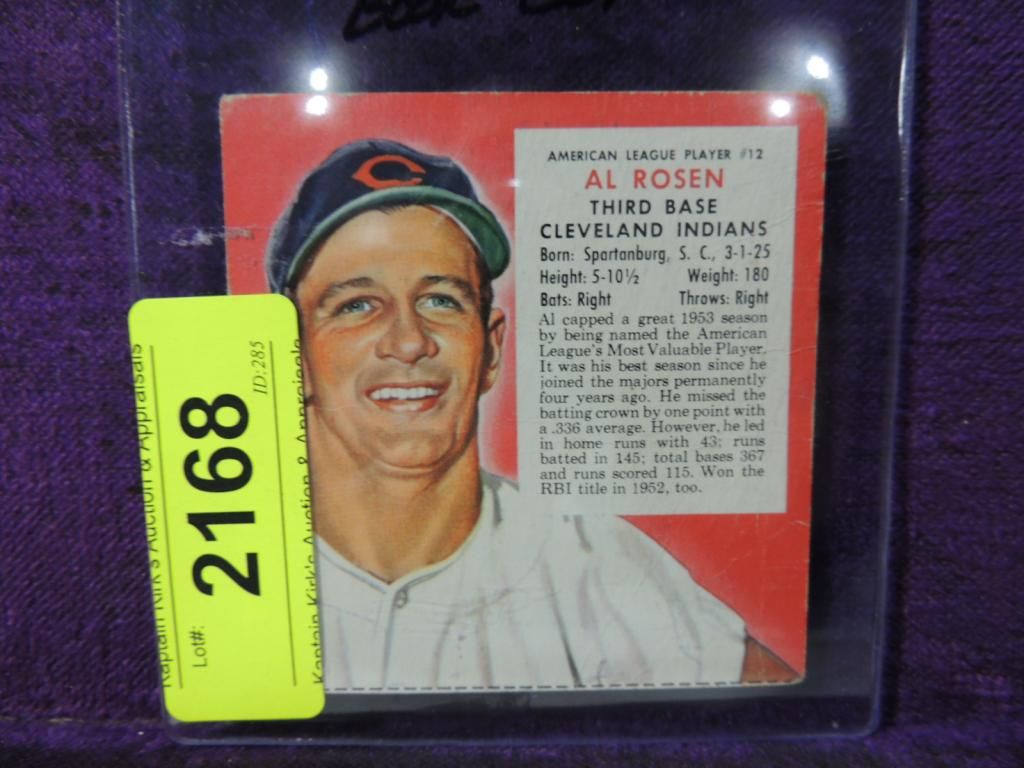 C
AMERICAN LEAGUE PLAYER #12
AL ROSEN
THIRD BASE
CLEVELAND INDIANS
Born: Spartanburg, S. C., 3-1-25
Height: 5-10½ Weight: 180
Bats: Right Throws: Right
Al capped a great 1953 season
by being named the American
League's Most Valuable Player.
It was his best season since he
joined the majors permanently
four years ago. He missed the
batting crown by one point with
a .336 average. However, he led
in home runs with 43; runs
batted in 145; total bases 367
and runs scored 115. Won the
RBI title in 1952, too.
Kaptain Kirk's Auction & Appraisals
Lot#:
2168
ID:285
Kaptain Kirk's Auction & Appraisals